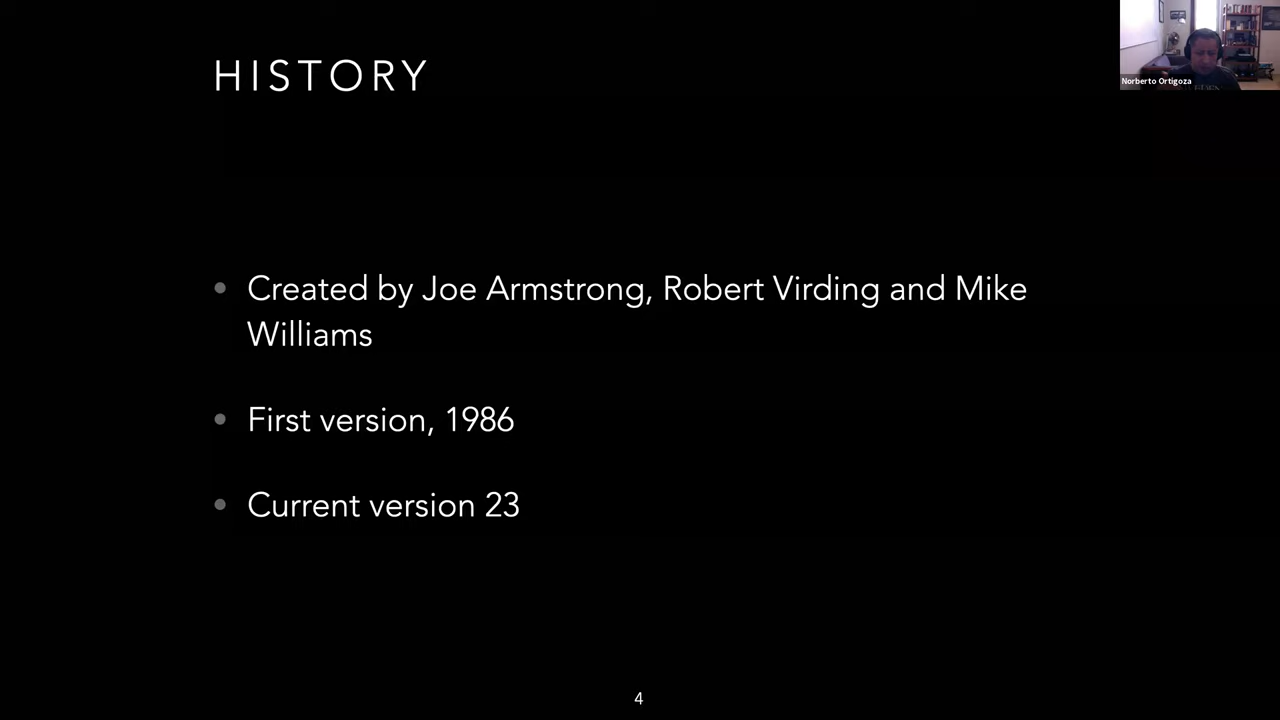 HISTORY
Norberto Ortigoza
• Created by Joe Armstrong, Robert Virding and Mike
Williams
• First version, 1986
• Current version 23
4